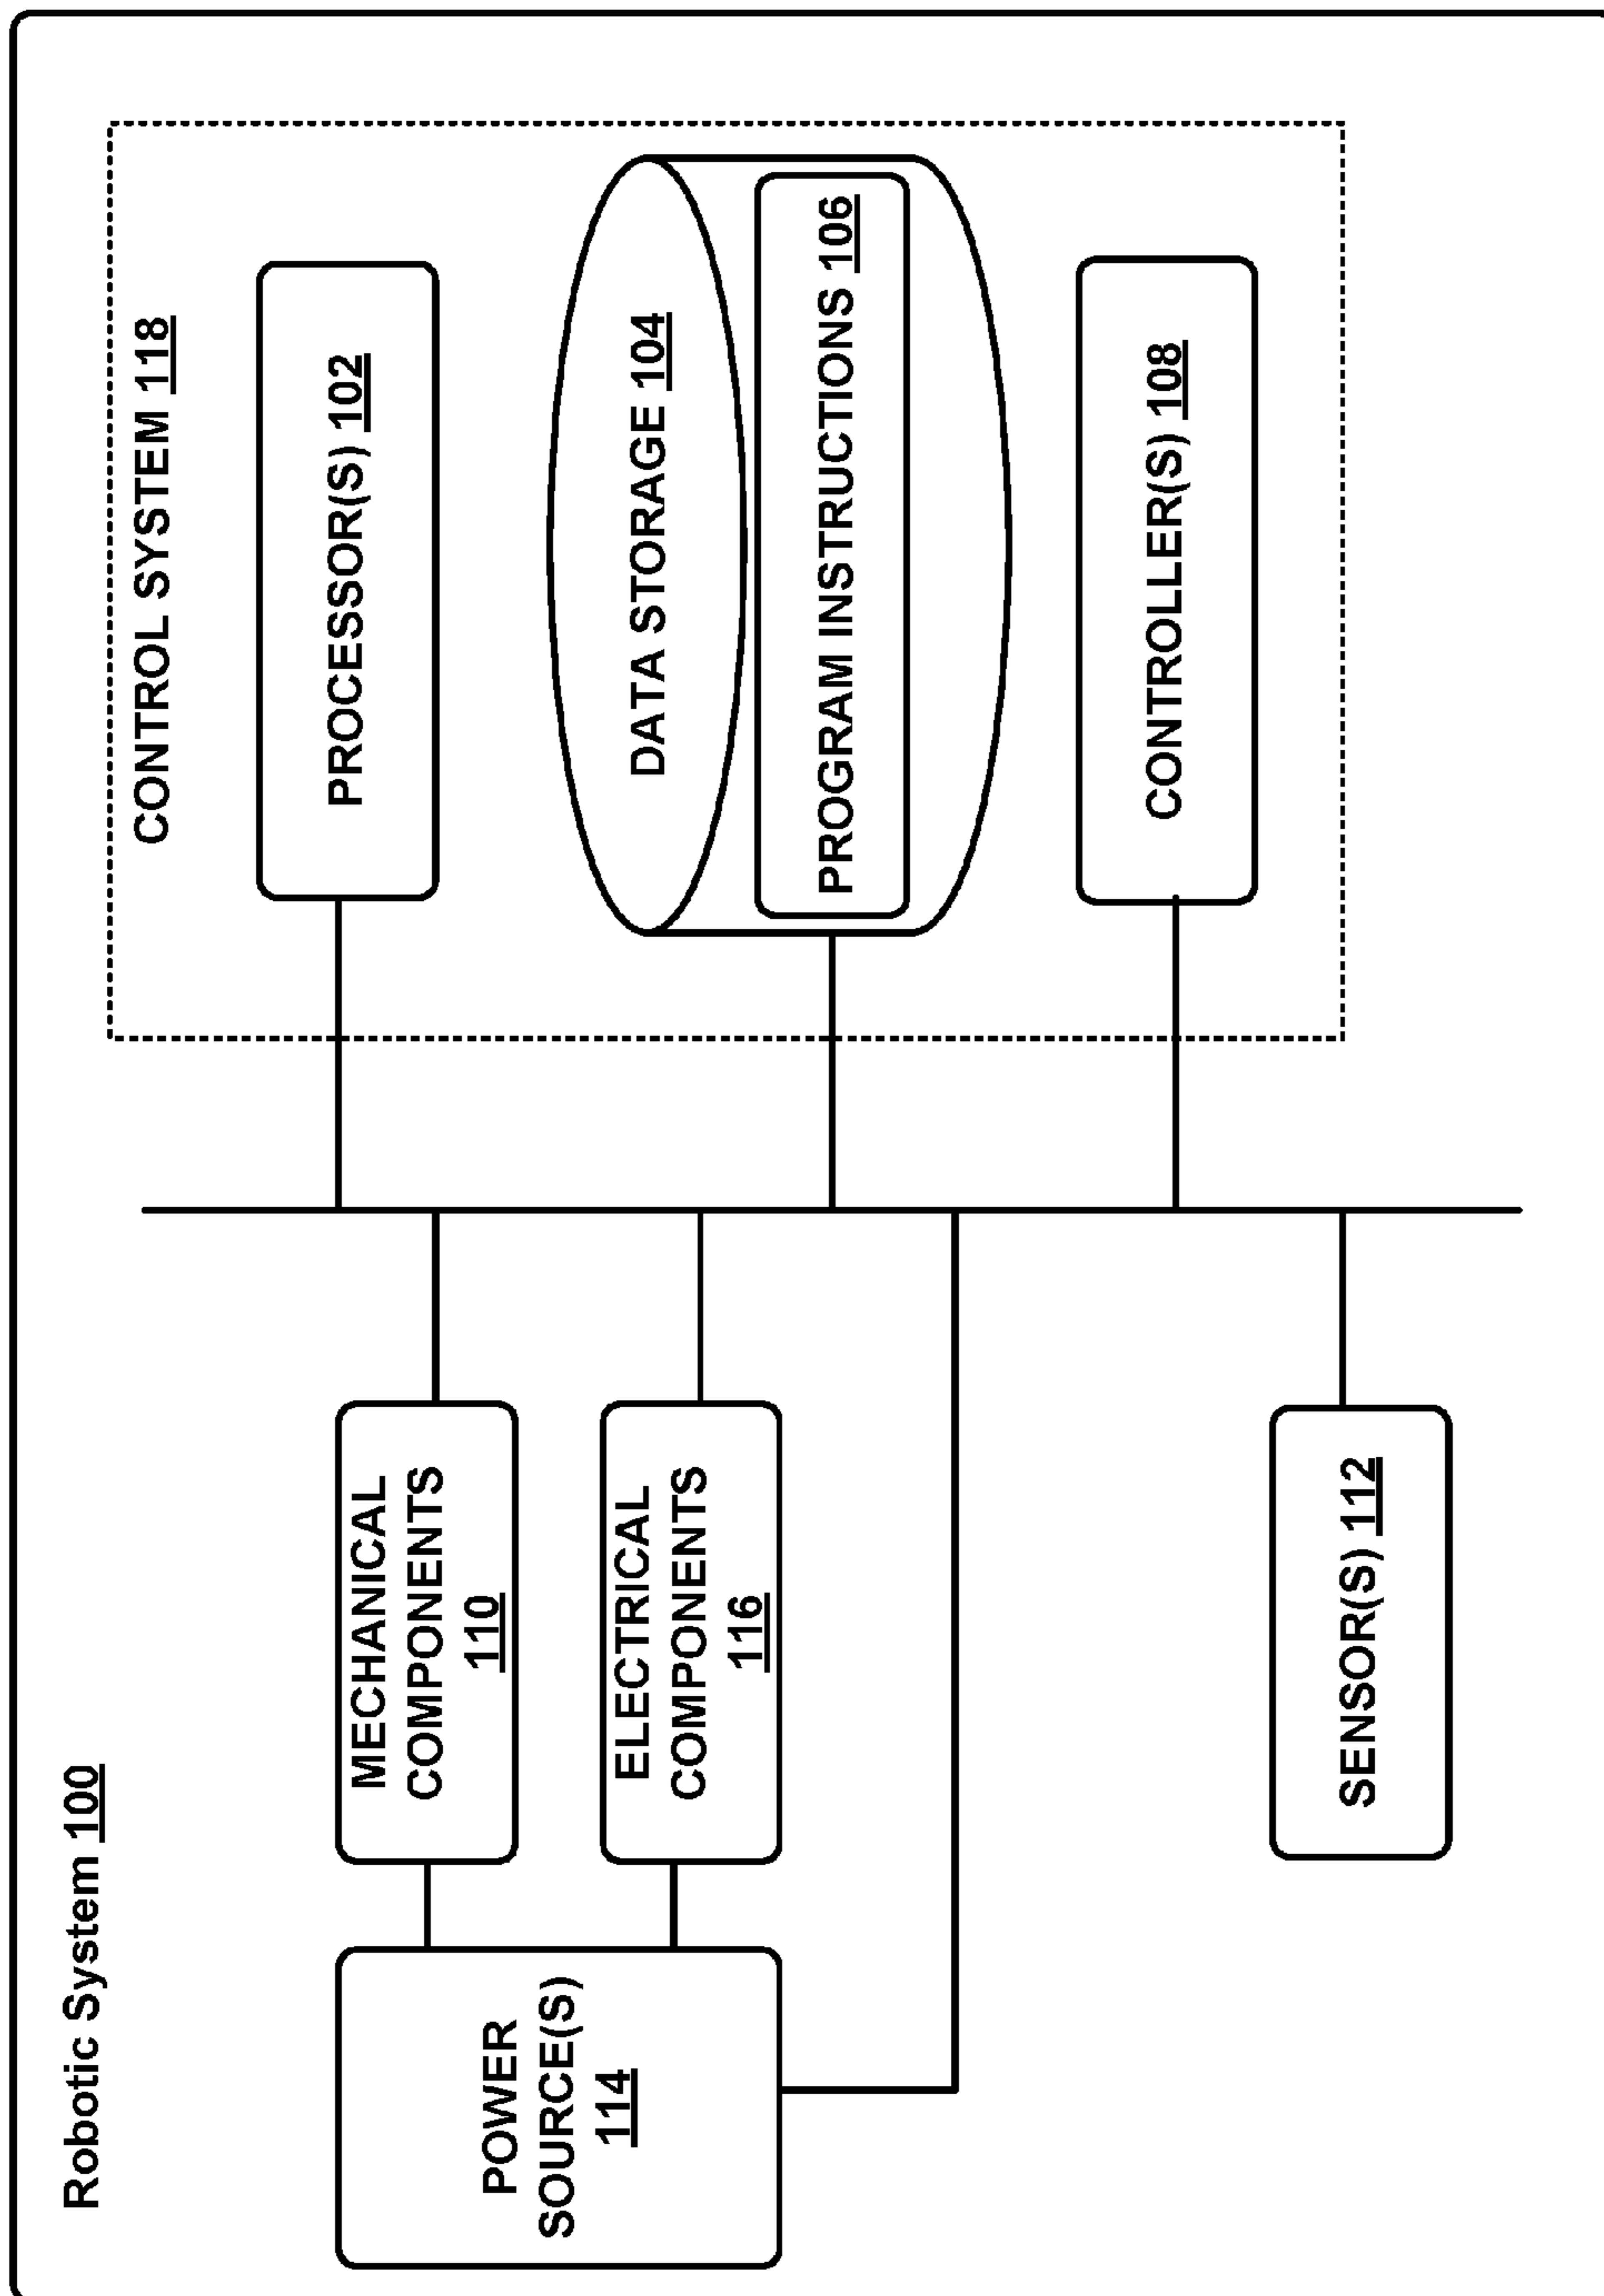 Robotic System 100
POWER
SOURCE(S)
114
MECHANICAL
COMPONENTS
110
ELECTRICAL
COMPONENTS
116
SENSOR(S) 112
CONTROL SYSTEM 118
PROCESSOR(S) 102
DATA STORAGE 104
PROGRAM INSTRUCTIONS 106
CONTROLLER(S) 108